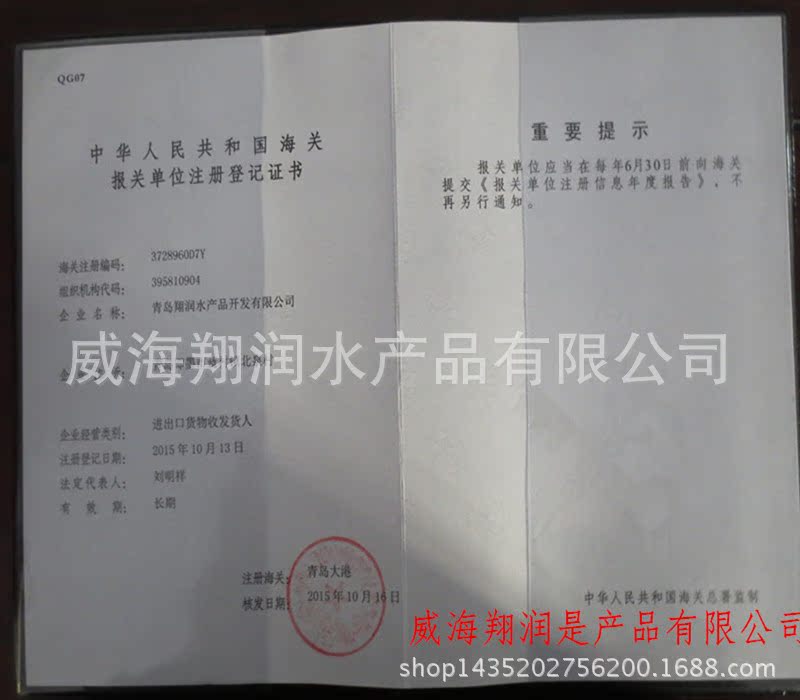 QG07
中华人民共和国海关
报关单位注册登记证书
海关注册编码: 3728960D7Y
组织机构代码: 395810904
企业名称: 青岛翔润水产品开发有限公司
企业经营类别: 进出口货物收发货人
注册登记日期: 2015年10月13日
法定代表人: 刘明祥
有效期: 长期
注册海关: 青岛大港
核发日期: 2015年10月16日
重要提示
报关单位应当在每年6月30日前向海关
提交《报关单位注册信息年度报告》，不
再另行通知。
中华人民共和国海关总署监制
威海翔润水产品有限公司
威海翔润是产品有限公司
shop1435202756200.1688.com